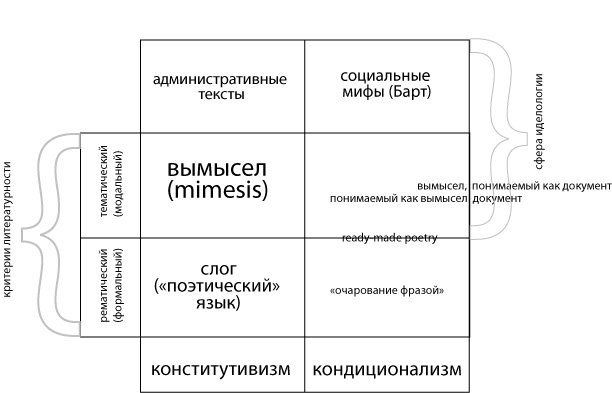 административные
тексты
социальные
мифы (Барт)
сфера иделологии
критерии литературности
тематический
(модальный)
вымысел
(mimesis)
вымысел, понимаемый как документ
понимаемый как вымысел документ
ready-made poetry
рематический
(формальный)
слог
(«поэтический»
язык)
«очарование фразой»
конститутивизм
кондиционализм